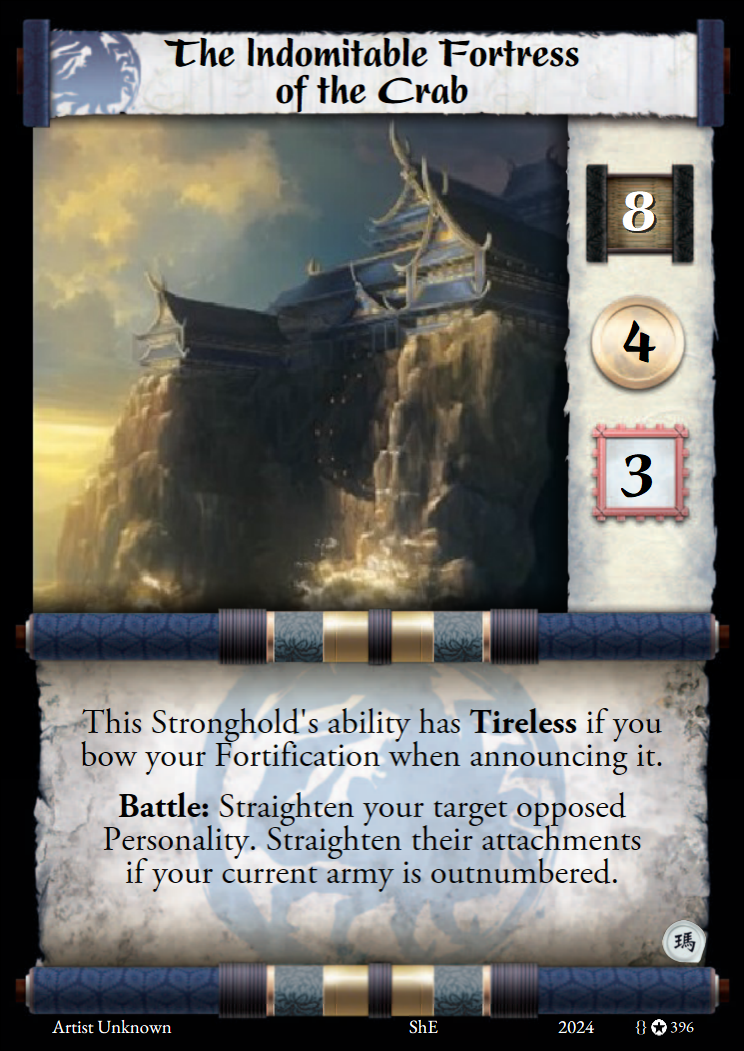 The Indomitable Fortress
of the Crab
8
4
3
This Stronghold's ability has Tireless if you
bow your Fortification when announcing it.
Battle: Straighten your target opposed
Personality. Straighten their attachments
if your current army is outnumbered.
瑪
Artist Unknown ShE 2024 {} 396